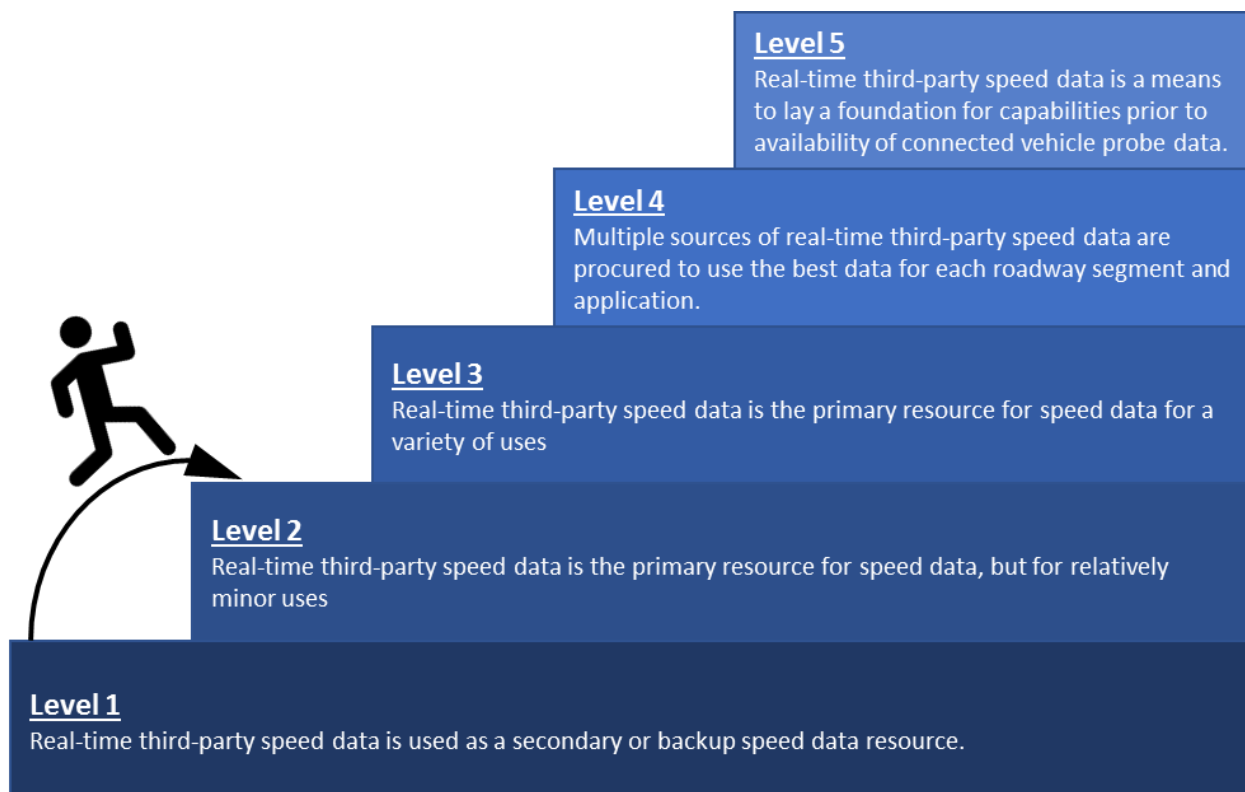 Level 5
Real-time third-party speed data is a means
to lay a foundation for capabilities prior to
availability of connected vehicle probe data.
Level 4
Multiple sources of real-time third-party speed data are
procured to use the best data for each roadway segment and
application.
Level 3
Real-time third-party speed data is the primary resource for speed data for a
variety of uses
Level 2
Real-time third-party speed data is the primary resource for speed data, but for relatively
minor uses
Level 1
Real-time third-party speed data is used as a secondary or backup speed data resource.